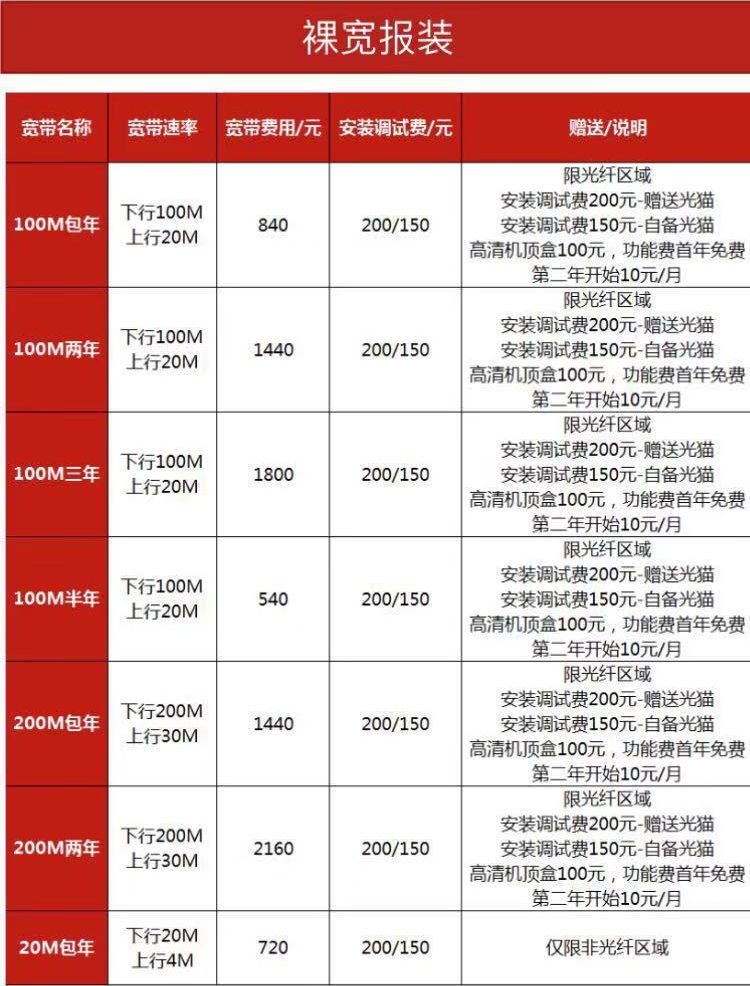 裸宽报装
宽带名称 宽带速率 宽带费用/元 安装调试费/元 赠送/说明
100M包年
下行100M
上行20M
840
200/150
限光纤区域
安装调试费200元-赠送光猫
安装调试费150元-自备光猫
高清机顶盒100元，功能费首年免费
第二年开始10元/月
100M两年
下行100M
上行20M
1440
200/150
限光纤区域
安装调试费200元-赠送光猫
安装调试费150元-自备光猫
高清机顶盒100元，功能费首年免费
第二年开始10元/月
100M三年
下行100M
上行20M
1800
200/150
限光纤区域
安装调试费200元-赠送光猫
安装调试费150元-自备光猫
高清机顶盒100元，功能费首年免费
第二年开始10元/月
100M半年
下行100M
上行20M
540
200/150
限光纤区域
安装调试费200元-赠送光猫
安装调试费150元-自备光猫
高清机顶盒100元，功能费首年免费
第二年开始10元/月
200M包年
下行200M
上行30M
1440
200/150
限光纤区域
安装调试费200元-赠送光猫
安装调试费150元-自备光猫
高清机顶盒100元，功能费首年免费
第二年开始10元/月
200M两年
下行200M
上行30M
2160
200/150
限光纤区域
安装调试费200元-赠送光猫
安装调试费150元-自备光猫
高清机顶盒100元，功能费首年免费
第二年开始10元/月
20M包年
下行20M
上行4M
720
200/150
仅限非光纤区域